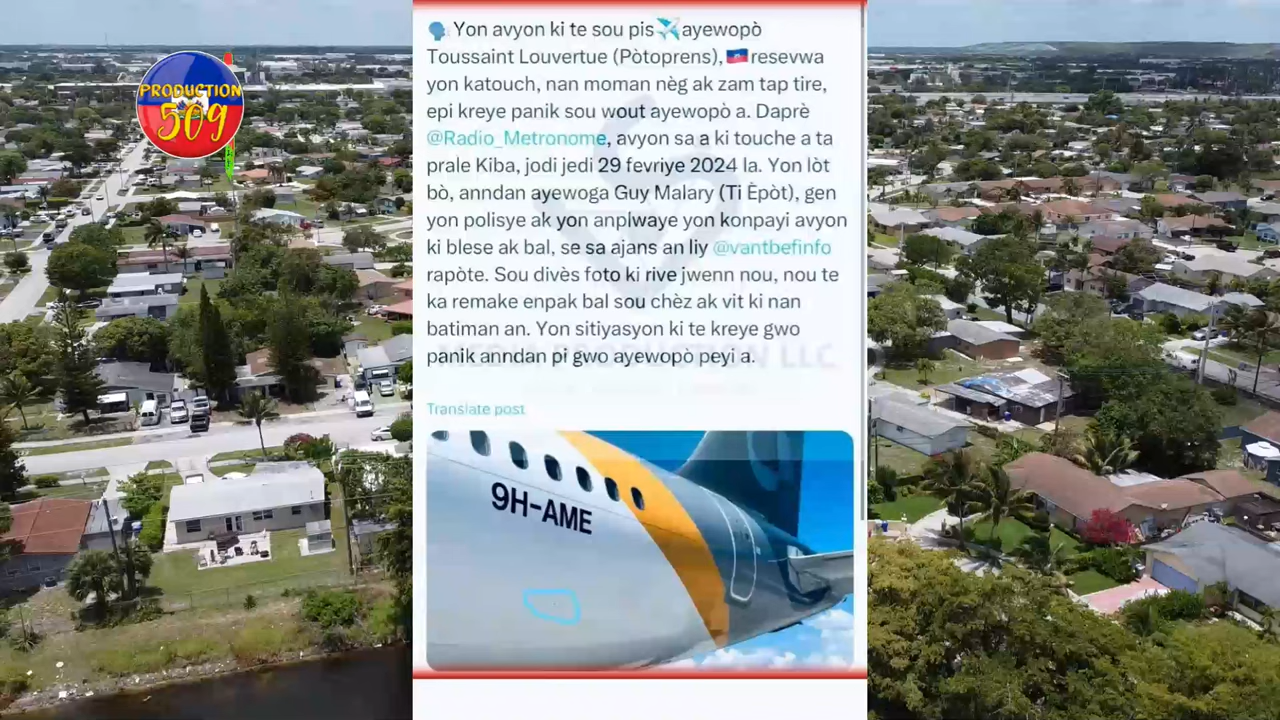 PRODUCTION
509
Yon avyon ki te sou pis ayewopò
Toussaint Louvertue (Pòtoprens), resevwa
yon katouch, nan moman nèg ak zam tap tire,
epi kreye panik sou wout ayewopò a. Daprè
@Radio_Metronome, avyon sa a ki touche a ta
prale Kiba, jodi jedi 29 fevriye 2024 la. Yon lòt
bò, anndan ayewoga Guy Malary (Ti Èpòt), gen
yon polisye ak yon anplwaye yon konpayi avyon
ki blese ak bal, se sa ajans an liy @vantbefinfo
rapòte. Sou divès foto ki rive jwenn nou, nou te
ka remake enpak bal sou chèz ak vit ki nan
batiman an. Yon sitiyasyon ki te kreye gwo
panik anndan pi gwo ayewopò peyi a.
MEDIA PRODUCTION LLC
Translate post
9H-AME